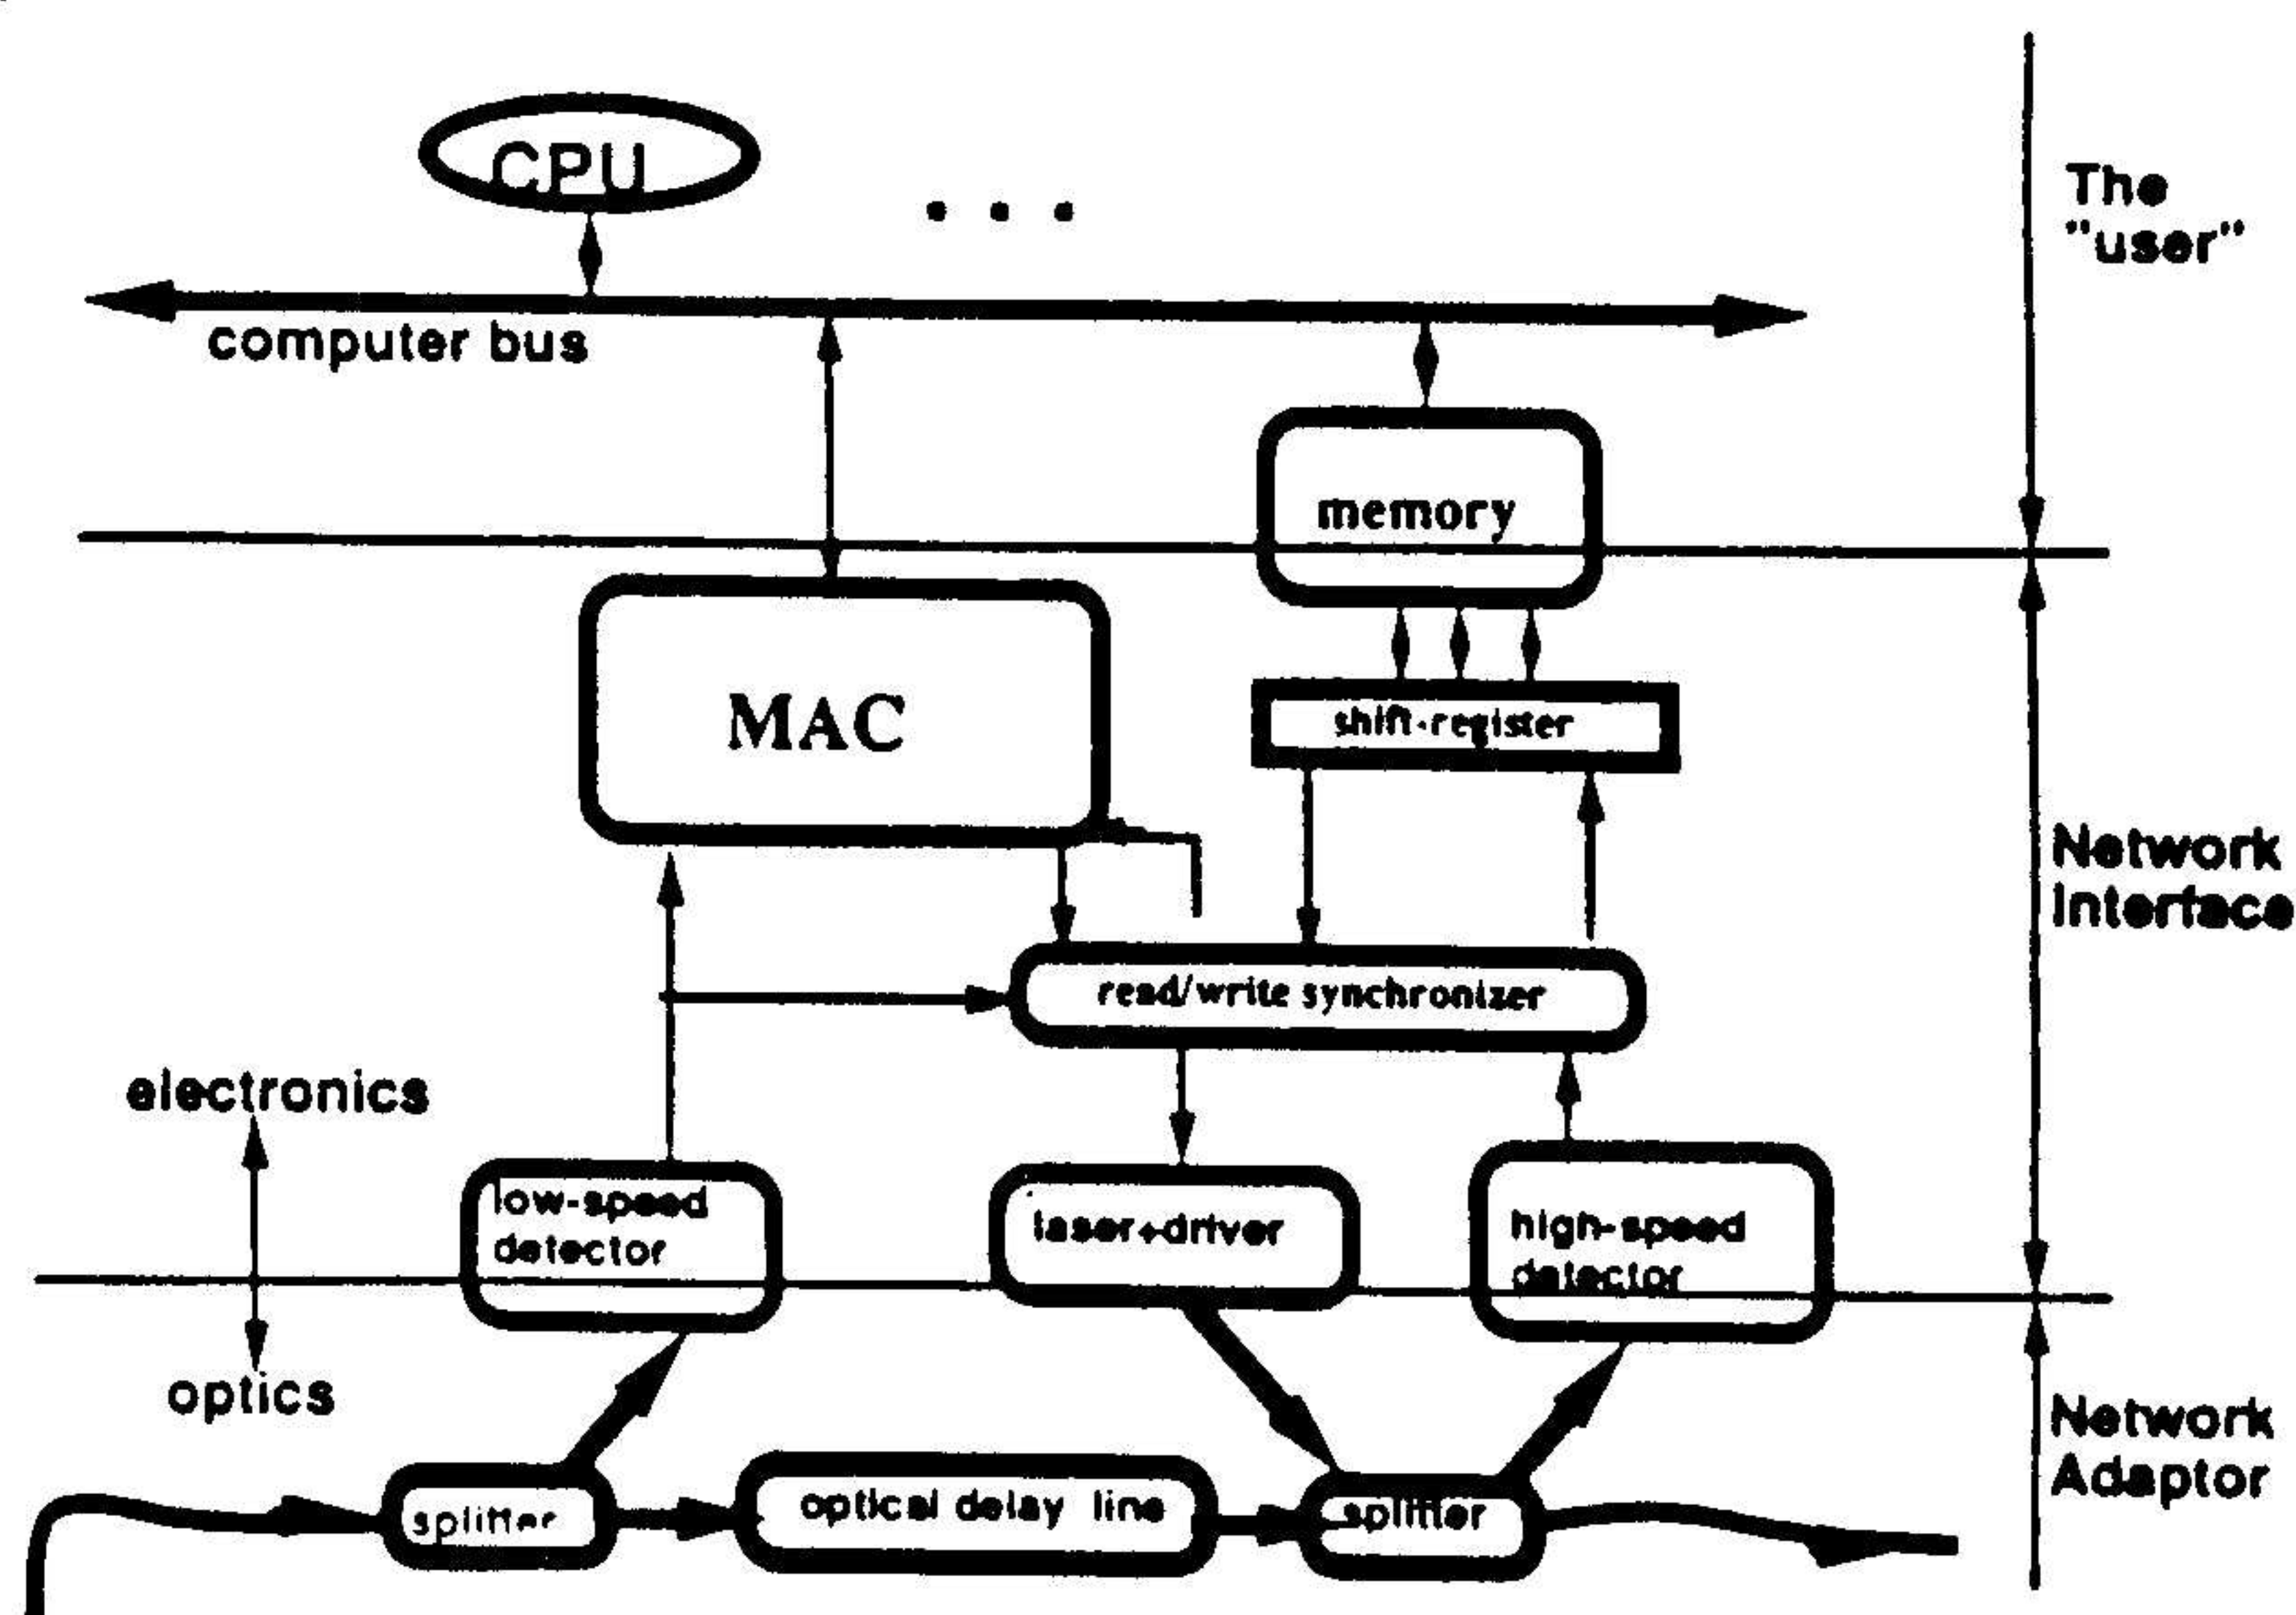 CPU
. . .
The
"user"
computer bus
memory
MAC
shift-register
Network
Interface
read/write synchronizer
electronics
low-speed
detector
laser+driver
high-speed
detector
optics
Network
Adaptor
splitter
optical delay line
splitter